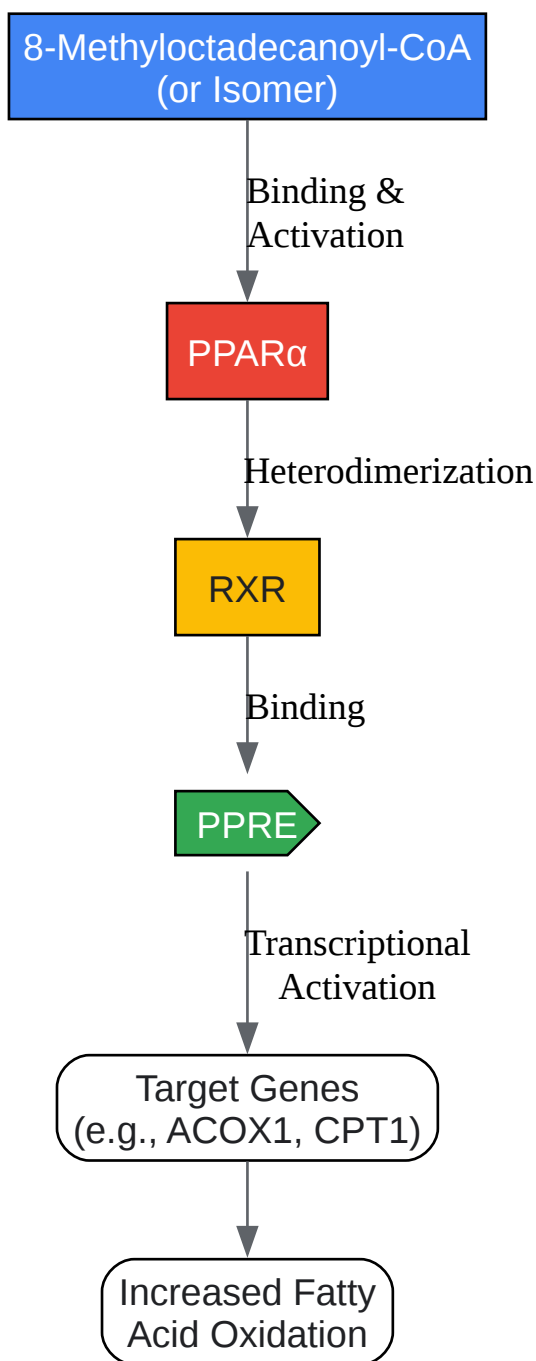 8-Methyloctadecanoyl-CoA
(or Isomer)
Binding &
Activation
PPARα
Heterodimerization
RXR
Binding
PPRE
Transcriptional
Activation
Target Genes
(e.g., ACOX1, CPT1)
Increased Fatty
Acid Oxidation